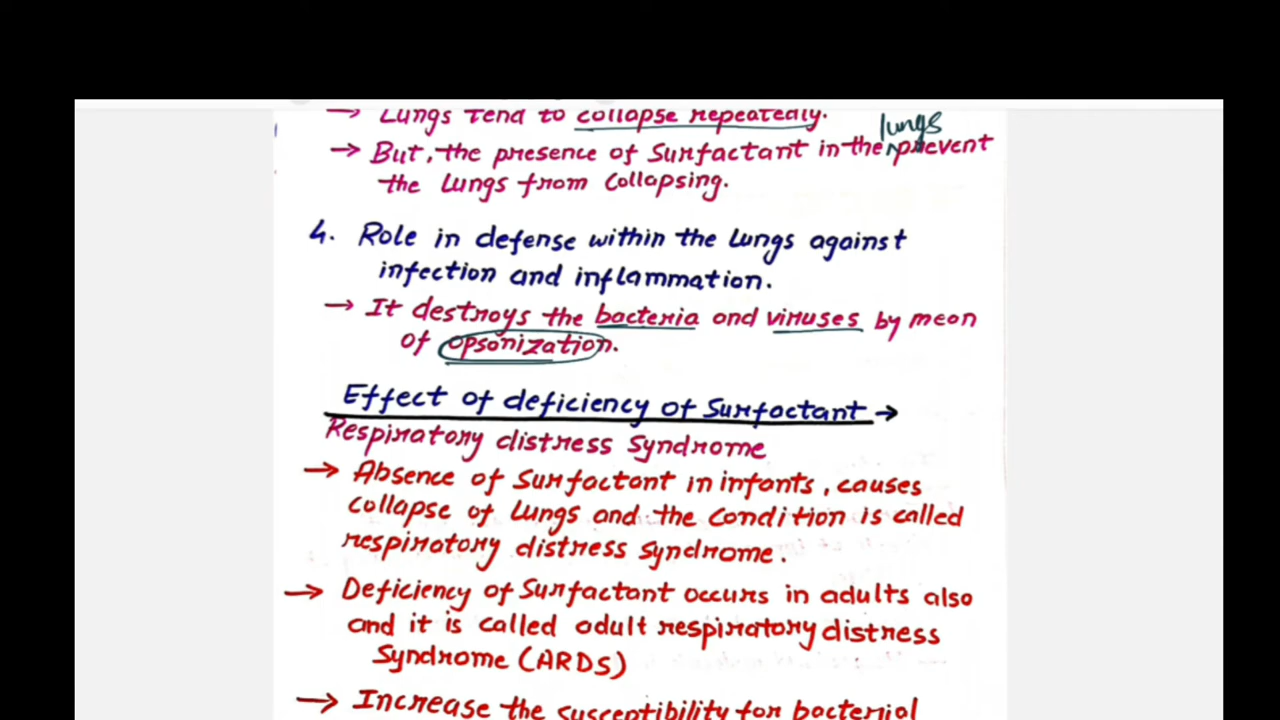 → Lungs tend to collapse repeatedly.
lungs
→ But, the presence of Surfactant in the ^ prevent
the Lungs from Collapsing.
4. Role in defense within the Lungs against
infection and inflammation.
→ It destroys the bacteria and viruses by mean
of opsonization.
Effect of deficiency of Surfactant →
Respiratory distress Syndrome
→ Absence of Surfactant in infants, causes
collapse of Lungs and the Condition is called
respiratory distress Syndrome.
→ Deficiency of Surfactant occurs in adults also
and it is called adult respiratory distress
Syndrome (ARDS)
→ Increase the susceptibility for bacterial